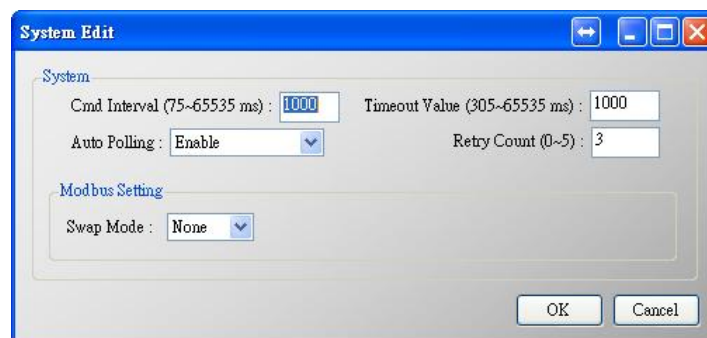 System Edit
System
Cmd Interval (75~65535 ms) : 1000 Timeout Value (305~65535 ms) : 1000
Auto Polling : Enable Retry Count (0~5) : 3
Modbus Setting
Swap Mode : None
OK Cancel